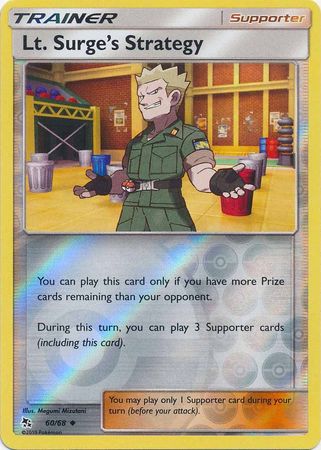 TRAINER
Supporter
Lt. Surge's Strategy
You can play this card only if you have more Prize
cards remaining than your opponent.
During this turn, you can play 3 Supporter cards
(including this card).
Illus. Megumi Mizutani
60/68
©2019 Pokémon
You may play only 1 Supporter card during your
turn (before your attack).